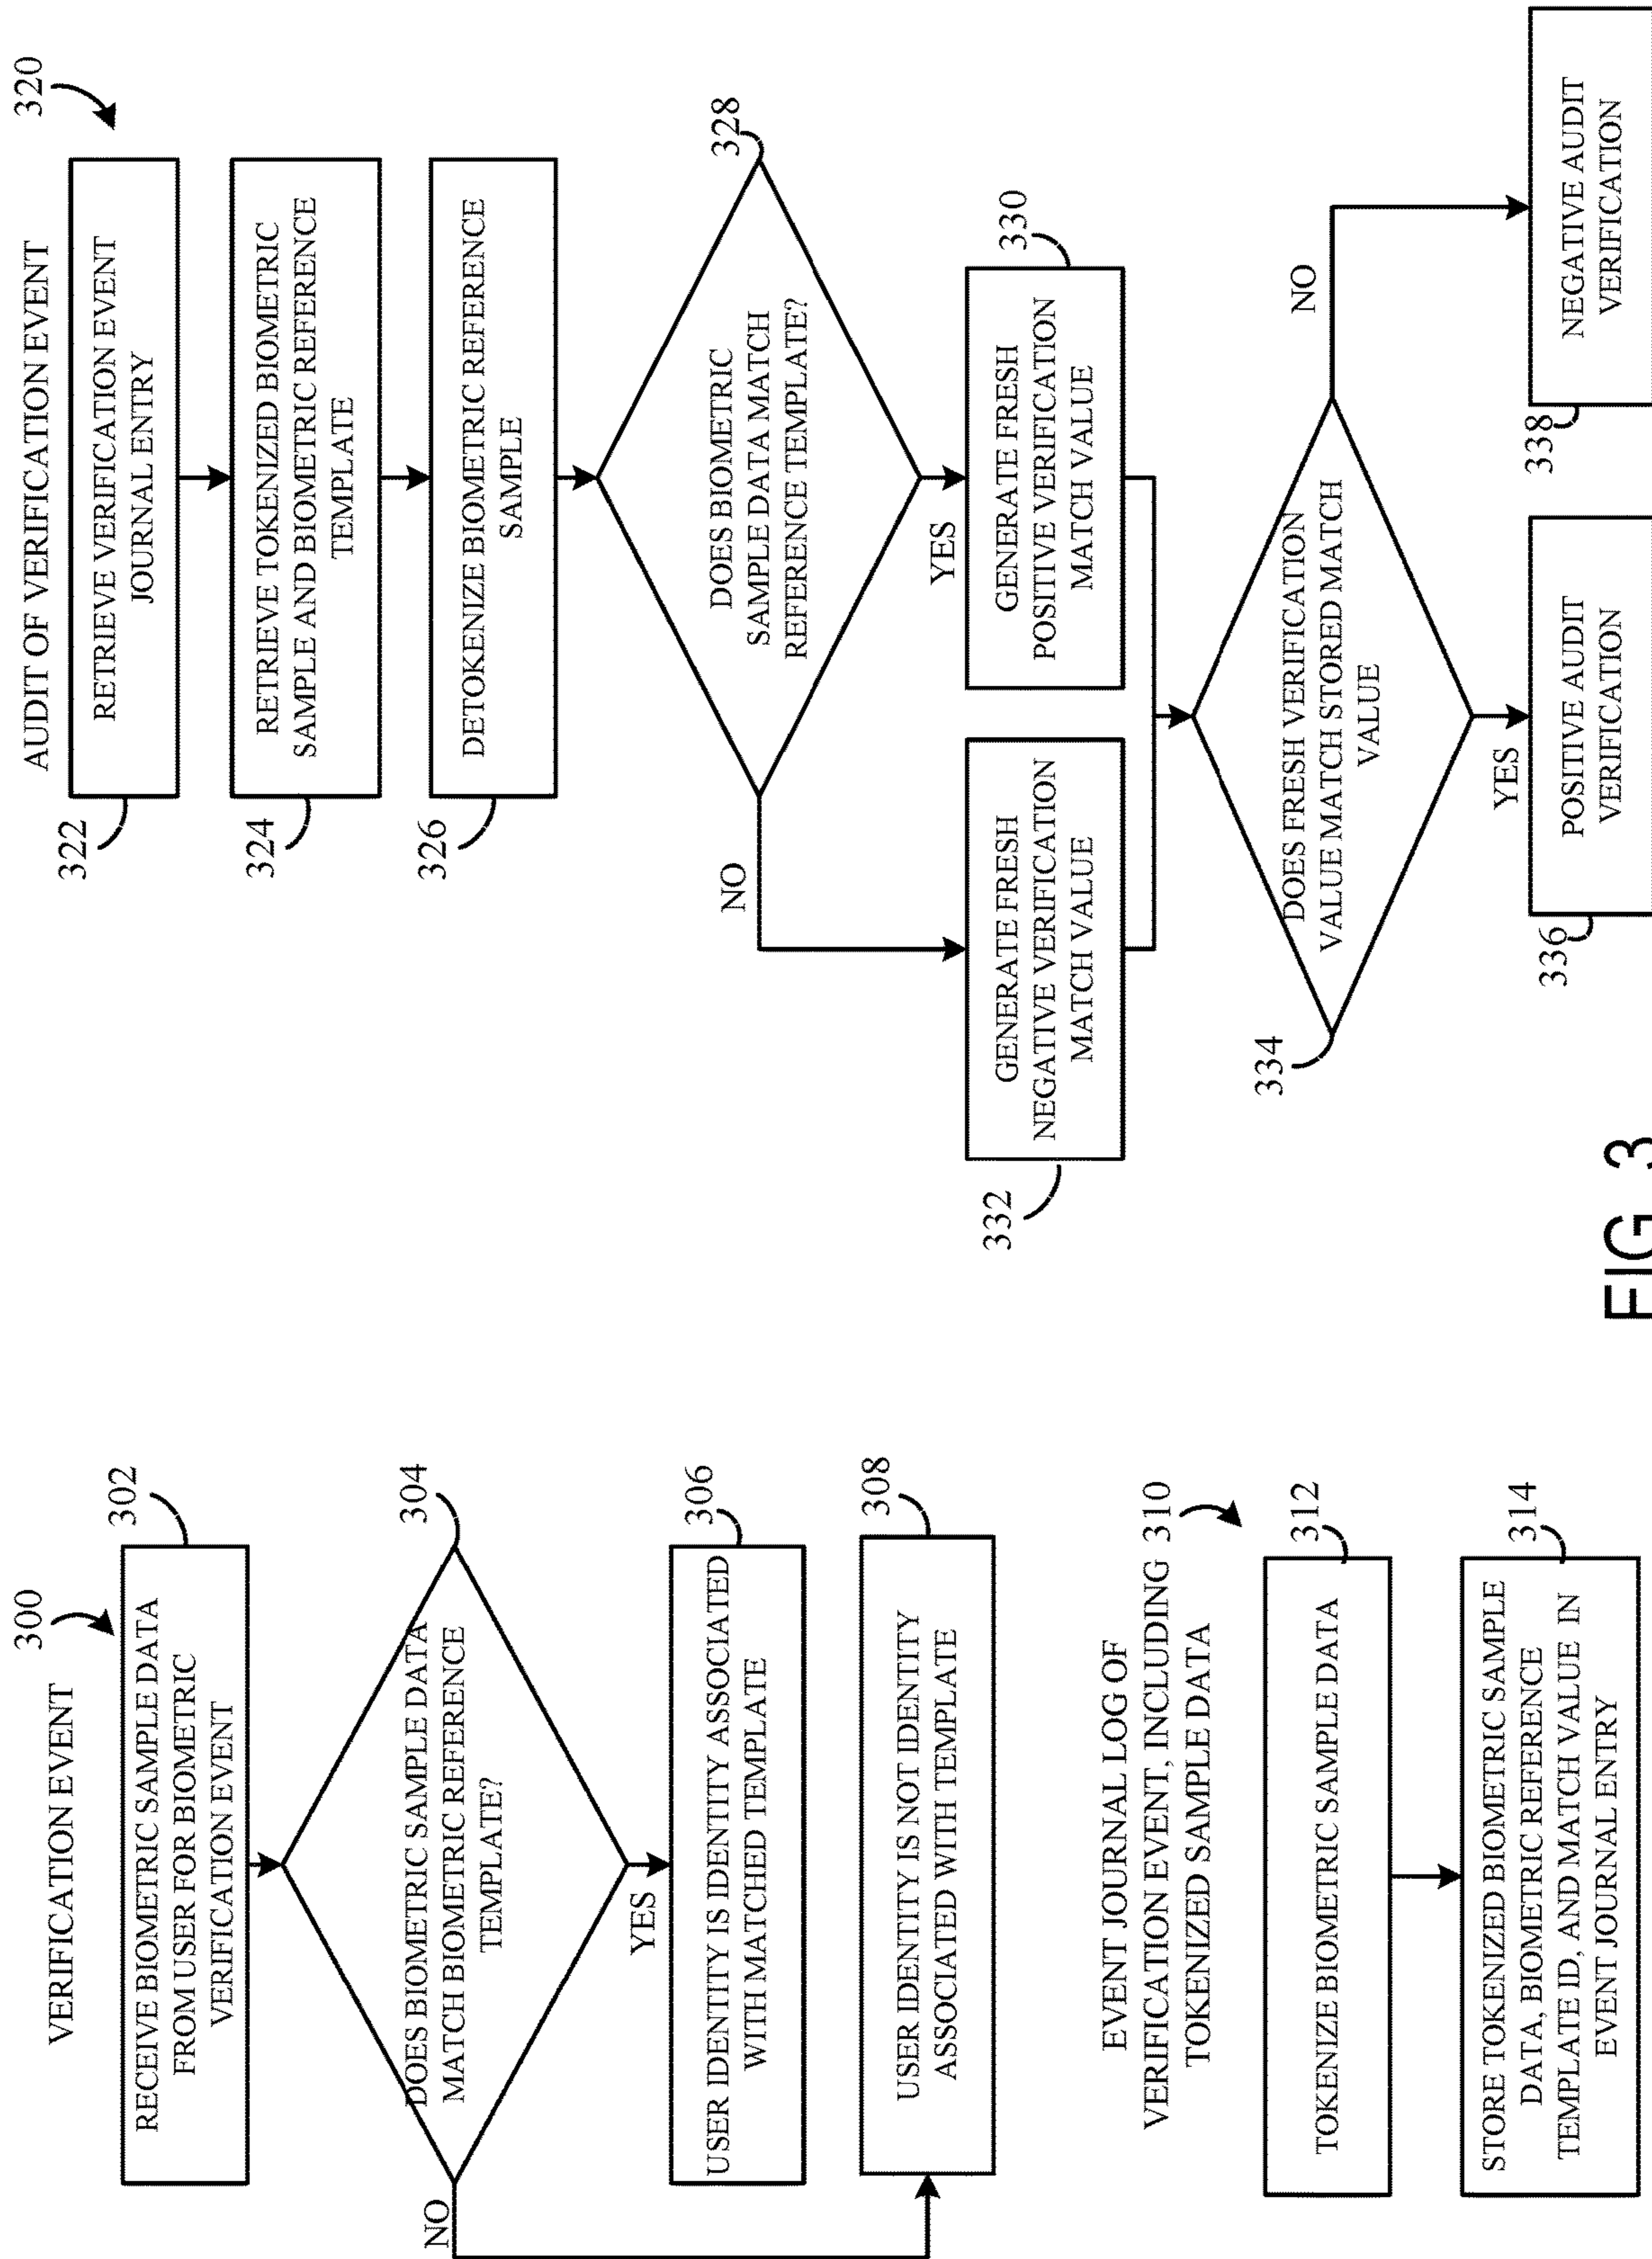 VERIFICATION EVENT
300
RECEIVE BIOMETRIC SAMPLE DATA
FROM USER FOR BIOMETRIC
VERIFICATION EVENT
302
DOES BIOMETRIC SAMPLE DATA
MATCH BIOMETRIC REFERENCE
TEMPLATE?
304
NO
YES
USER IDENTITY IS IDENTITY ASSOCIATED
WITH MATCHED TEMPLATE
306
USER IDENTITY IS NOT IDENTITY
ASSOCIATED WITH TEMPLATE
308
EVENT JOURNAL LOG OF
VERIFICATION EVENT, INCLUDING
TOKENIZED SAMPLE DATA
310
TOKENIZE BIOMETRIC SAMPLE DATA
312
STORE TOKENIZED BIOMETRIC SAMPLE
DATA, BIOMETRIC REFERENCE
TEMPLATE ID, AND MATCH VALUE IN
EVENT JOURNAL ENTRY
314
AUDIT OF VERIFICATION EVENT
320
322
RETRIEVE VERIFICATION EVENT
JOURNAL ENTRY
324
RETRIEVE TOKENIZED BIOMETRIC
SAMPLE AND BIOMETRIC REFERENCE
TEMPLATE
326
DETOKENIZE BIOMETRIC REFERENCE
SAMPLE
DOES BIOMETRIC
SAMPLE DATA MATCH
REFERENCE TEMPLATE?
328
NO
YES
332
GENERATE FRESH
NEGATIVE VERIFICATION
MATCH VALUE
GENERATE FRESH
POSITIVE VERIFICATION
MATCH VALUE
330
334
DOES FRESH VERIFICATION
VALUE MATCH STORED MATCH
VALUE
NO
YES
336
POSITIVE AUDIT
VERIFICATION
338
NEGATIVE AUDIT
VERIFICATION
FIG 3